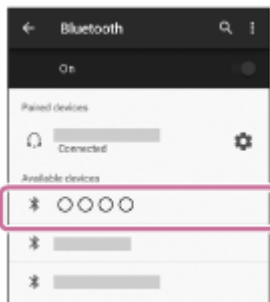 Bluetooth
On
Paired devices
Connected
Available devices
○○○○